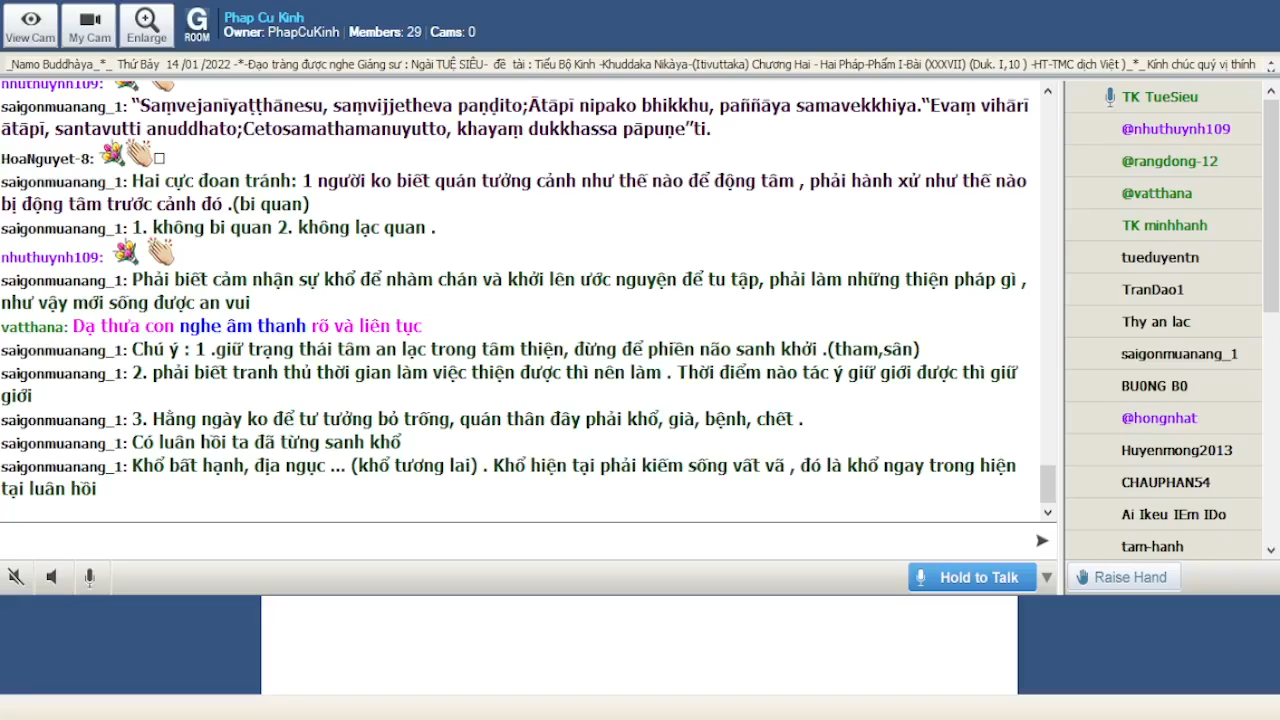 View Cam
My Cam
Enlarge
G
ROOM
Phap Cu Kinh
Owner: PhapCuKinh | Members: 29 | Cams: 0
_Namo Buddhàya_*_ Thứ Bảy 14 /01 /2022 -*-Đạo tràng được nghe Giảng sư : Ngài TUỆ SIÊU- đề tài : Tiểu Bộ Kinh -Khuddaka Nikàya-(Itivuttaka) Chương Hai - Hai Pháp-Phẩm I-Bài (XXXVII) (Duk. I,10 ) -HT-TMC dịch Việt )_*_Kính chúc quý vị thính
nhuthuynh109:
saigonmuanang_1: “Saṃvejanīyaṭṭhānesu, saṃvijjetheva paṇḍito;Ātāpī nipako bhikkhu, paññāya samavekkhiya.“Evaṃ vihārī
ātāpī, santavutti anuddhato;Cetosamathamanuyutto, khayaṃ dukkhassa pāpuṇe”ti.
HoaNguyet-8:
saigonmuanang_1: Hai cực đoan tránh: 1 người ko biết quán tướng cảnh như thế nào để động tâm , phải hành xử như thế nào
bị động tâm trước cảnh đó .(bi quan)
saigonmuanang_1: 1. không bi quan 2. không lạc quan .
nhuthuynh109:
saigonmuanang_1: Phải biết cảm nhận sự khổ để nhàm chán và khởi lên ước nguyện để tu tập, phải làm những thiện pháp gì ,
như vậy mới sống được an vui
vatthana: Dạ thưa con nghe âm thanh rõ và liên tục
saigonmuanang_1: Chú ý : 1 .giữ trạng thái tâm an lạc trong tâm thiện, đừng để phiền não sanh khởi .(tham,sân)
saigonmuanang_1: 2. phải biết tranh thủ thời gian làm việc thiện được thì nên làm . Thời điểm nào tác ý giữ giới được thì giữ
giới
saigonmuanang_1: 3. Hằng ngày ko để tư tưởng bỏ trống, quán thân đây phải khổ, già, bệnh, chết .
saigonmuanang_1: Có luân hồi ta đã từng sanh khổ
saigonmuanang_1: Khổ bất hạnh, địa ngục ... (khổ tương lai) . Khổ hiện tại phải kiếm sống vất vã , đó là khổ ngay trong hiện
tại luân hồi
TK TueSieu
@nhuthuynh109
@rangdong-12
@vatthana
TK minhhanh
tueduyentn
TranDao1
Thy an lac
saigonmuanang_1
BU0NG B0
@hongnhat
Huyenmong2013
CHAUPHAN54
Ai Ikeu IEm IDo
tam-hanh
Hold to Talk
Raise Hand